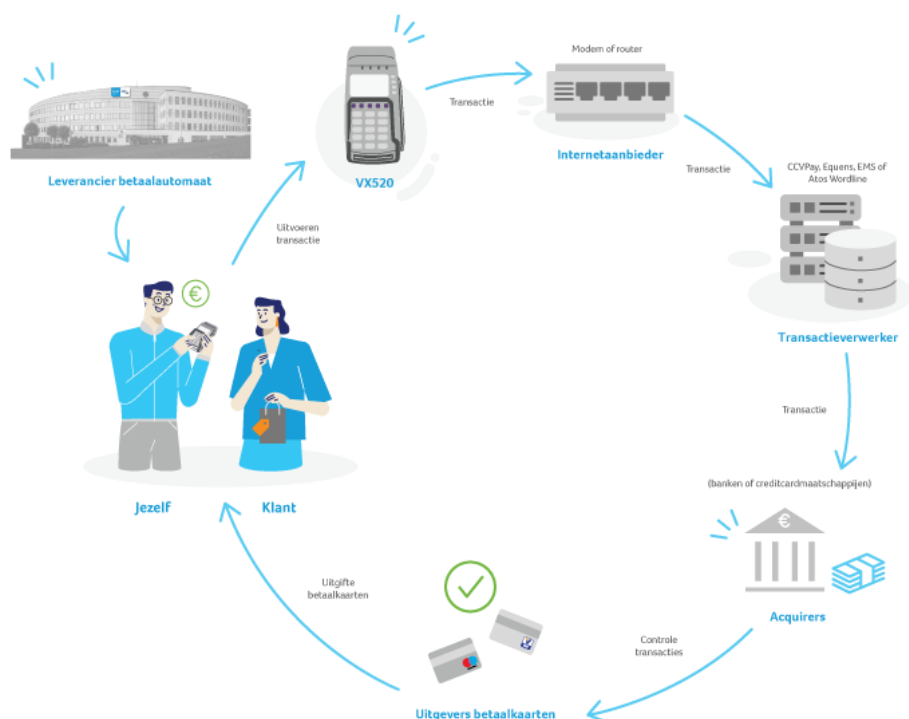 Modem of router
Transactie
Internetaanbieder
Leverancier betaalautomaat
VX520
Transactie
CCVPay, Equens, EMS of
Atos Wordline
Uitvoeren
transactie
€
Transactieverwerker
Transactie
(banken of creditcardmaatschappijen)
€
Jezelf
Klant
Uitgifte
betaalkaarten
Acquirers
Controle
transacties
Uitgevers betaalkaarten